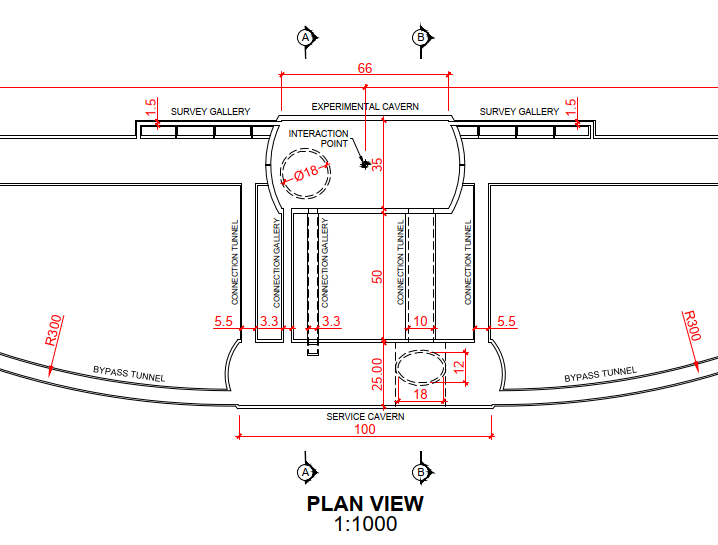 A
B
66
1.5
SURVEY GALLERY
EXPERIMENTAL CAVERN
SURVEY GALLERY
1.5
INTERACTION
POINT
35
Ø18
CONNECTION TUNNEL
CONNECTION GALLERY
CONNECTION GALLERY
CONNECTION TUNNEL
CONNECTION TUNNEL
50
5.5
3.3
3.3
10
5.5
R300
R300
BYPASS TUNNEL
25.00
12
18
BYPASS TUNNEL
SERVICE CAVERN
100
A
B
PLAN VIEW
1:1000